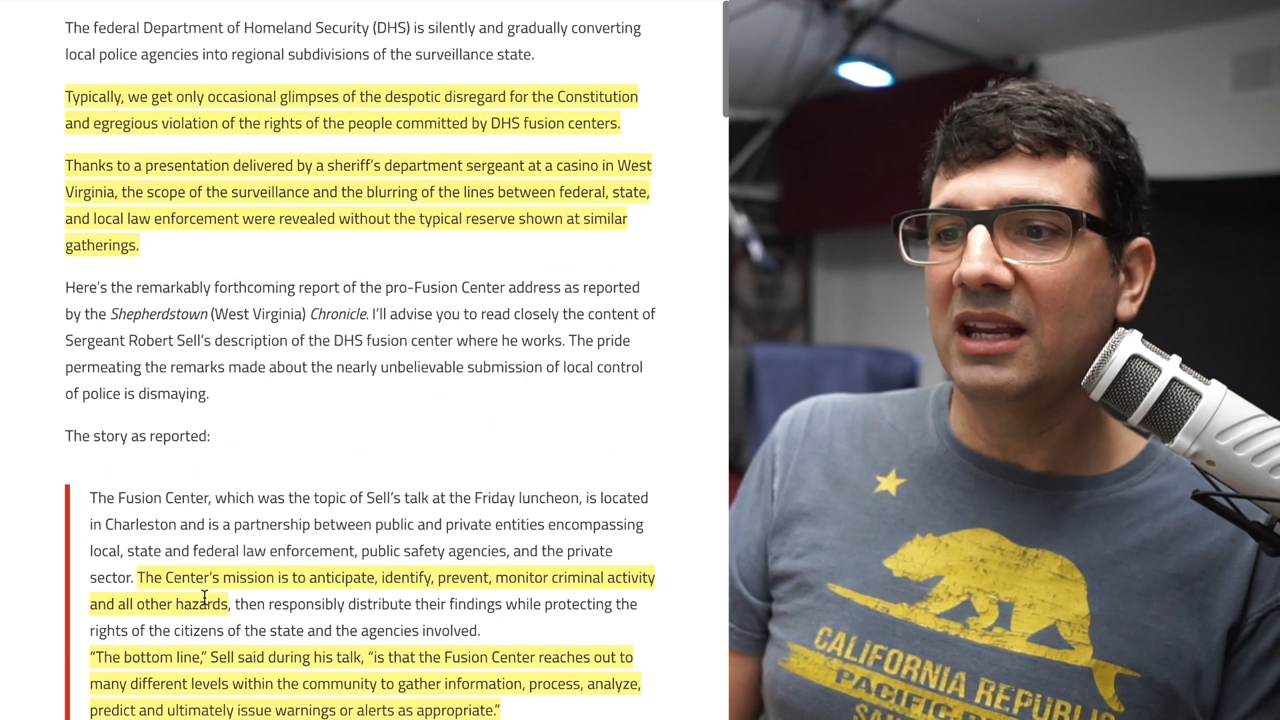 The federal Department of Homeland Security (DHS) is silently and gradually converting
local police agencies into regional subdivisions of the surveillance state.
Typically, we get only occasional glimpses of the despotic disregard for the Constitution
and egregious violation of the rights of the people committed by DHS fusion centers.
Thanks to a presentation delivered by a sheriff’s department sergeant at a casino in West
Virginia, the scope of the surveillance and the blurring of the lines between federal, state,
and local law enforcement were revealed without the typical reserve shown at similar
gatherings.
Here’s the remarkably forthcoming report of the pro-Fusion Center address as reported
by the Shepherdstown (West Virginia) Chronicle. I’ll advise you to read closely the content of
Sergeant Robert Sell’s description of the DHS fusion center where he works. The pride
permeating the remarks made about the nearly unbelievable submission of local control
of police is dismaying.
The story as reported:
The Fusion Center, which was the topic of Sell’s talk at the Friday luncheon, is located
in Charleston and is a partnership between public and private entities encompassing
local, state and federal law enforcement, public safety agencies, and the private
sector. The Center’s mission is to anticipate, identify, prevent, monitor criminal activity
and all other hazards, then responsibly distribute their findings while protecting the
rights of the citizens of the state and the agencies involved.
“The bottom line,” Sell said during his talk, “is that the Fusion Center reaches out to
many different levels within the community to gather information, process, analyze,
predict and ultimately issue warnings or alerts as appropriate.”
CALIFORNIA REPUBLIC
PACIFIC